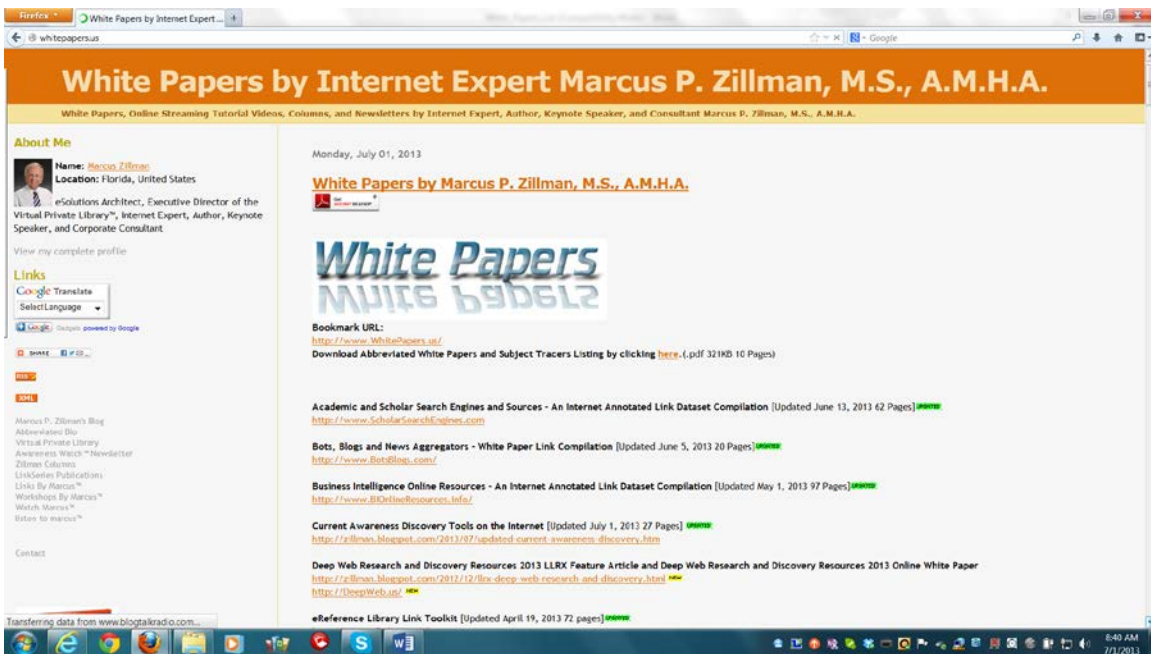 Firefox
White Papers by Internet Expert ...
whitepapers.us
Google
White Papers by Internet Expert Marcus P. Zillman, M.S., A.M.H.A.
White Papers, Online Streaming Tutorial Videos, Columns, and Newsletters by Internet Expert, Author, Keynote Speaker, and Consultant Marcus P. Zillman, M.S., A.M.H.A.
About Me
Name: Marcus Zillman
Location: Florida, United States
eSolutions Architect, Executive Director of the
Virtual Private Library™, Internet Expert, Author, Keynote
Speaker, and Corporate Consultant
View my complete profile
Links
Google Translate
Select Language
Google Gadgets powered by Google
SHARE
RSS
XML
Marcus P. Zillman's Blog
Abbreviated Bio
Virtual Private Library
Awareness Watch™ Newsletter
Zillman Columns
LinkSeries Publications
Links By Marcus™
Workshops By Marcus™
Watch Marcus™
listen to marcus™
Contact
Transferring data from www.blogtalkradio.com...
Monday, July 01, 2013
White Papers by Marcus P. Zillman, M.S., A.M.H.A.
White Papers
Bookmark URL:
http://www.WhitePapers.us/
Download Abbreviated White Papers and Subject Tracers Listing by clicking here.(.pdf 321KB 10 Pages)
Academic and Scholar Search Engines and Sources - An Internet Annotated Link Dataset Compilation [Updated June 13, 2013 62 Pages] UPDATED
http://www.ScholarSearchEngines.com
Bots, Blogs and News Aggregators - White Paper Link Compilation [Updated June 5, 2013 20 Pages] UPDATED
http://www.BotsBlogs.com/
Business Intelligence Online Resources - An Internet Annotated Link Dataset Compilation [Updated May 1, 2013 97 Pages] UPDATED
http://www.BIOnlineResources.info/
Current Awareness Discovery Tools on the Internet [Updated July 1, 2013 27 Pages] UPDATED
http://zillman.blogspot.com/2013/07/updated-current-awareness-discovery.htm
Deep Web Research and Discovery Resources 2013 LLRX Feature Article and Deep Web Research and Discovery Resources 2013 Online White Paper
http://zillman.blogspot.com/2012/12/llrx-deep-web-research-and-discovery.html NEW
http://DeepWeb.us/ NEW
eReference Library Link Toolkit [Updated April 19, 2013 72 pages] UPDATED
8:40 AM
7/1/2013